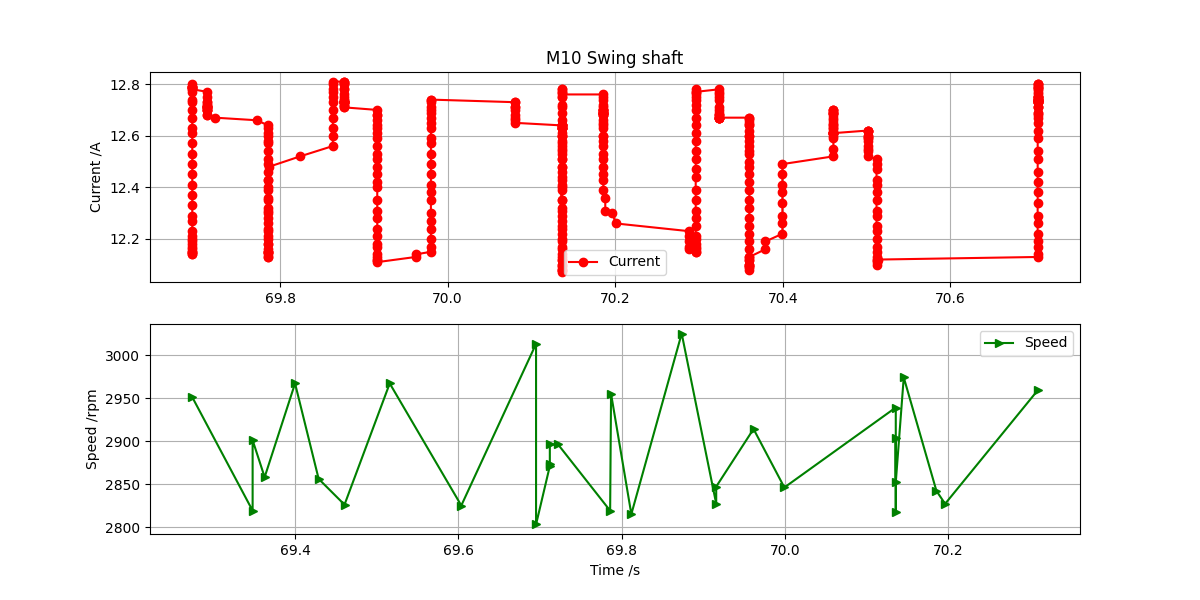 M10 Swing shaft
Current /A
12.8
12.6
12.4
12.2
Current
69.8 70.0 70.2 70.4 70.6
Speed /rpm
3000
2950
2900
2850
2800
Speed
69.4 69.6 69.8 70.0 70.2
Time /s